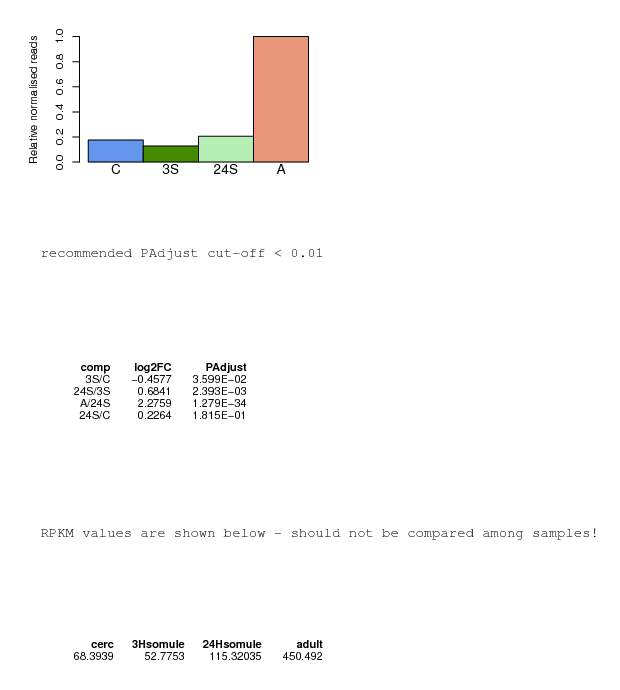 Relative normalised reads
1.0
0.8
0.6
0.4
0.2
0.0
C 3S 24S A
recommended PAdjust cut-off < 0.01
comp log2FC PAdjust
3S/C −0.4577 3.599E−02
24S/3S 0.6841 2.393E−03
A/24S 2.2759 1.279E−34
24S/C 0.2264 1.815E−01
RPKM values are shown below - should not be compared among samples!
cerc 3Hsomule 24Hsomule adult
68.3939 52.7753 115.32035 450.492